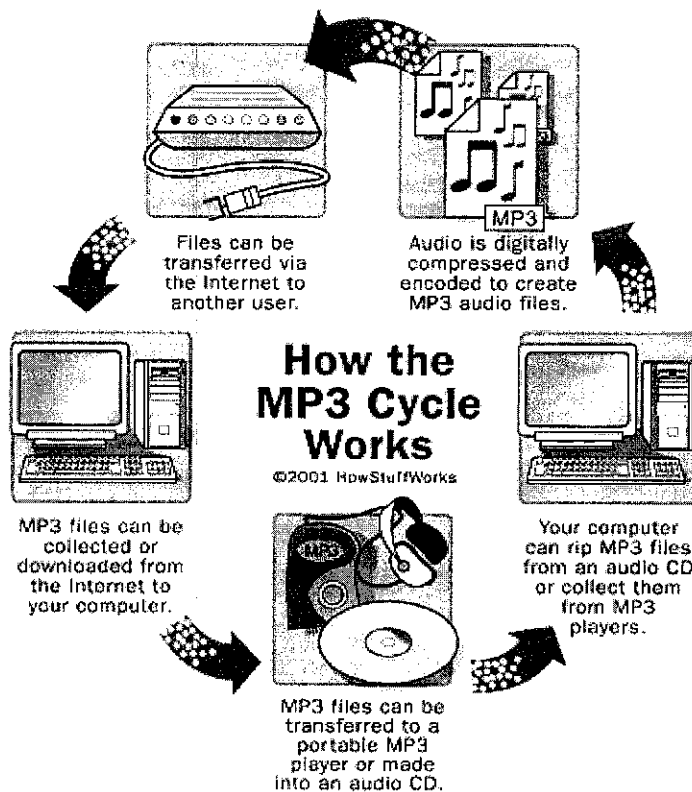 MP3
Files can be
transferred via
the Internet to
another user.
Audio is digitally
compressed and
encoded to create
MP3 audio files.
How the
MP3 Cycle
Works
©2001 HowStuffWorks
MP3 files can be
collected or
downloaded from
the Internet to
your computer.
MP3
Your computer
can rip MP3 files
from an audio CD
or collect them
from MP3
players.
MP3 files can be
transferred to a
portable MP3
player or made
into an audio CD.